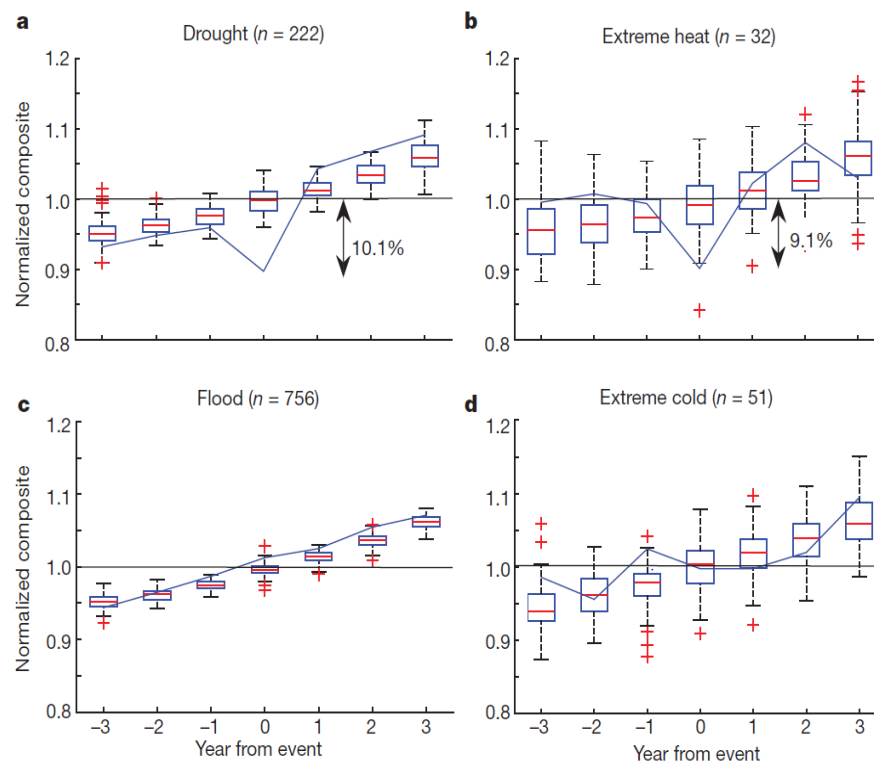 a
Drought (n = 222)
1.2
1.1
1.0
0.9
0.8
Normalized composite
10.1%
b
Extreme heat (n = 32)
1.2
1.1
1.0
0.9
0.8
Normalized composite
9.1%
c
Flood (n = 756)
1.2
1.1
1.0
0.9
0.8
Normalized composite
–3 –2 –1 0 1 2 3
Year from event
d
Extreme cold (n = 51)
1.2
1.1
1.0
0.9
0.8
Normalized composite
–3 –2 –1 0 1 2 3
Year from event